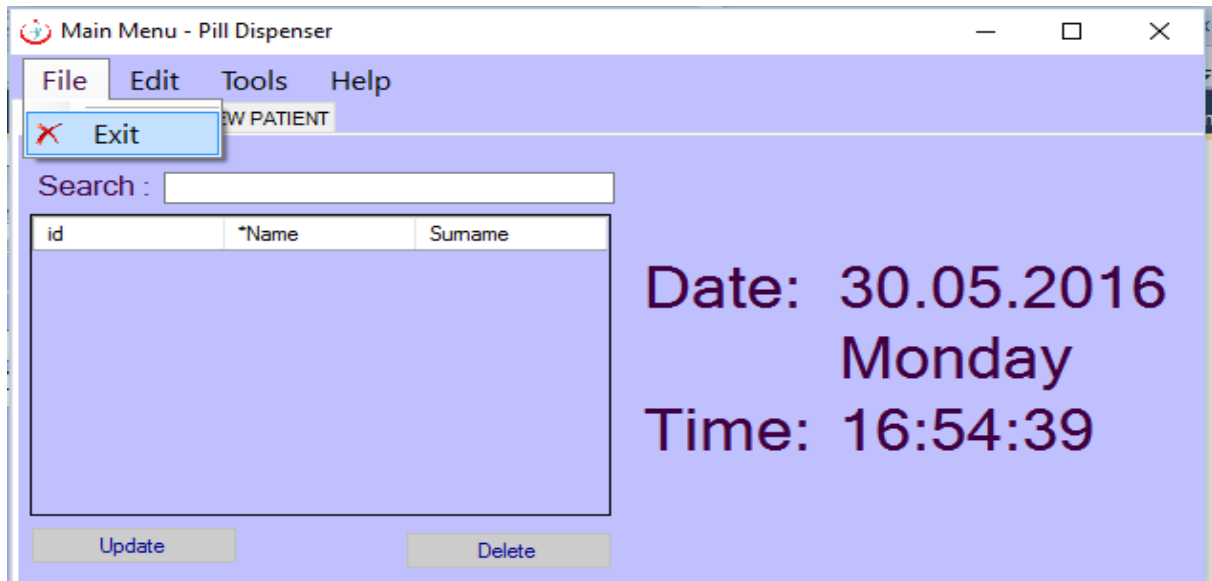 Main Menu - Pill Dispenser
File Edit Tools Help
Exit
PATIENT
Search :
id *Name Surname
Date: 30.05.2016
Monday
Time: 16:54:39
Update Delete